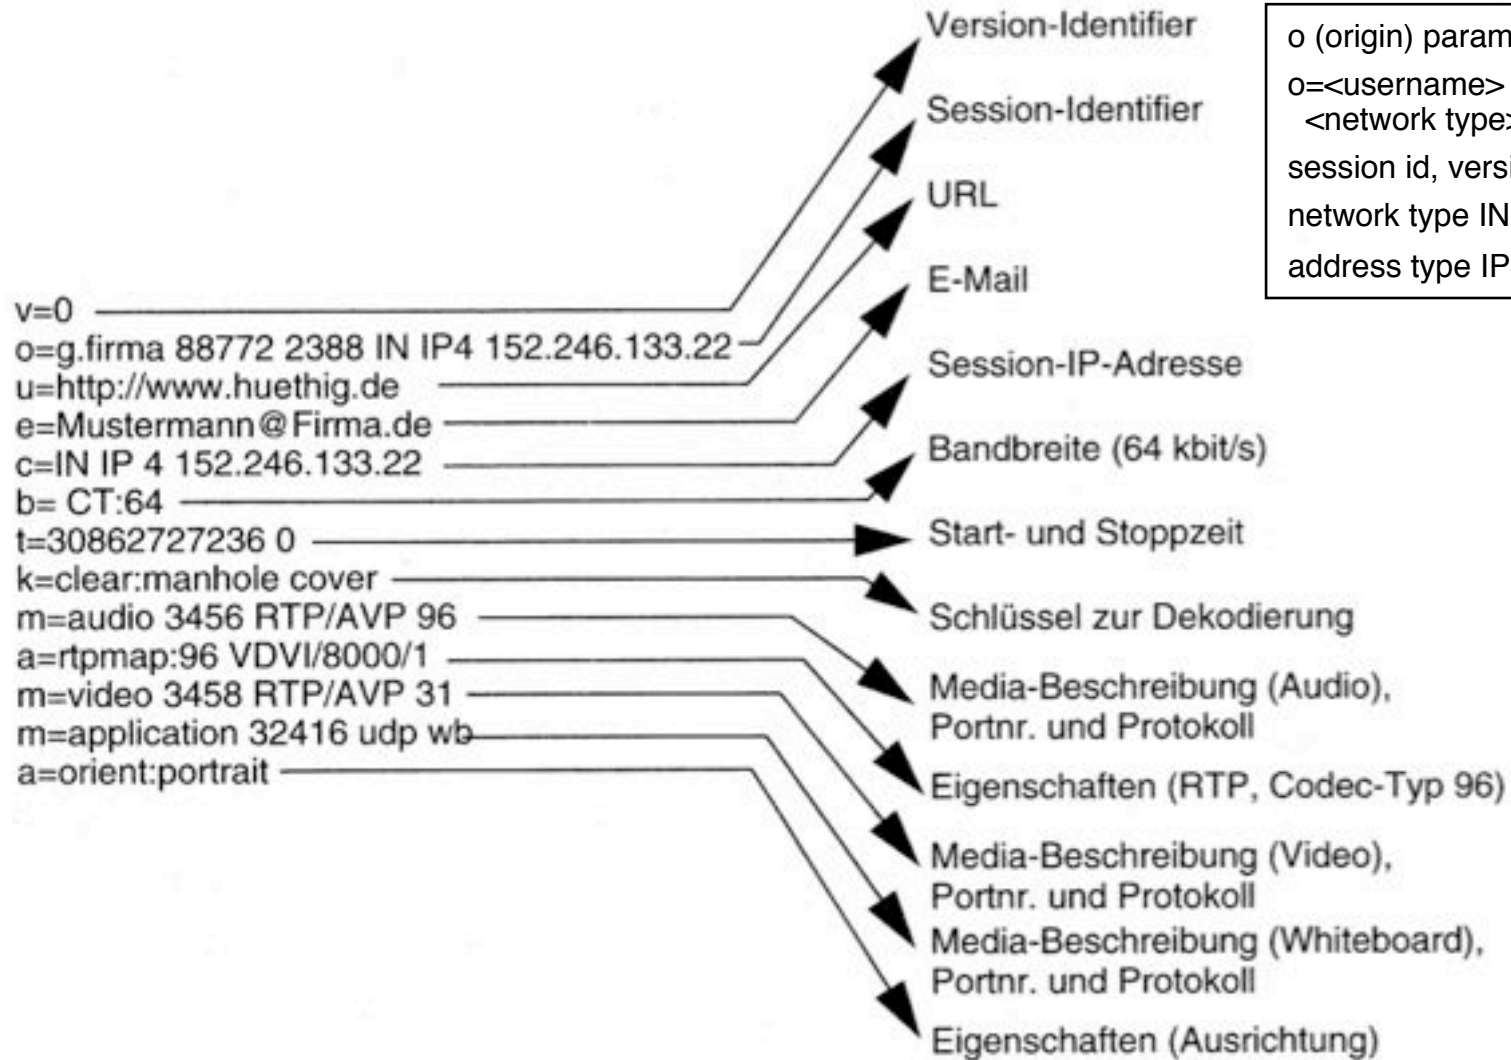 Version-Identifier
Session-Identifier
URL
E-Mail
Session-IP-Adresse
Bandbreite (64 kbit/s)
Start- und Stoppzeit
Schlüssel zur Dekodierung
Media-Beschreibung (Audio),
Portnr. und Protokoll
Eigenschaften (RTP, Codec-Typ 96)
Media-Beschreibung (Video),
Portnr. und Protokoll
Media-Beschreibung (Whiteboard),
Portnr. und Protokoll
Eigenschaften (Ausrichtung)
v=0
o=g.firma 88772 2388 IN IP4 152.246.133.22
u=http://www.huethig.de
e=Mustermann@Firma.de
c=IN IP 4 152.246.133.22
b= CT:64
t=30862727236 0
k=clear:manhole cover
m=audio 3456 RTP/AVP 96
a=rtpmap:96 VDVI/8000/1
m=video 3458 RTP/AVP 31
m=application 32416 udp wb
a=orient:portrait
o (origin) param
o=<username>
<network type>
session id, versi
network type IN
address type IP